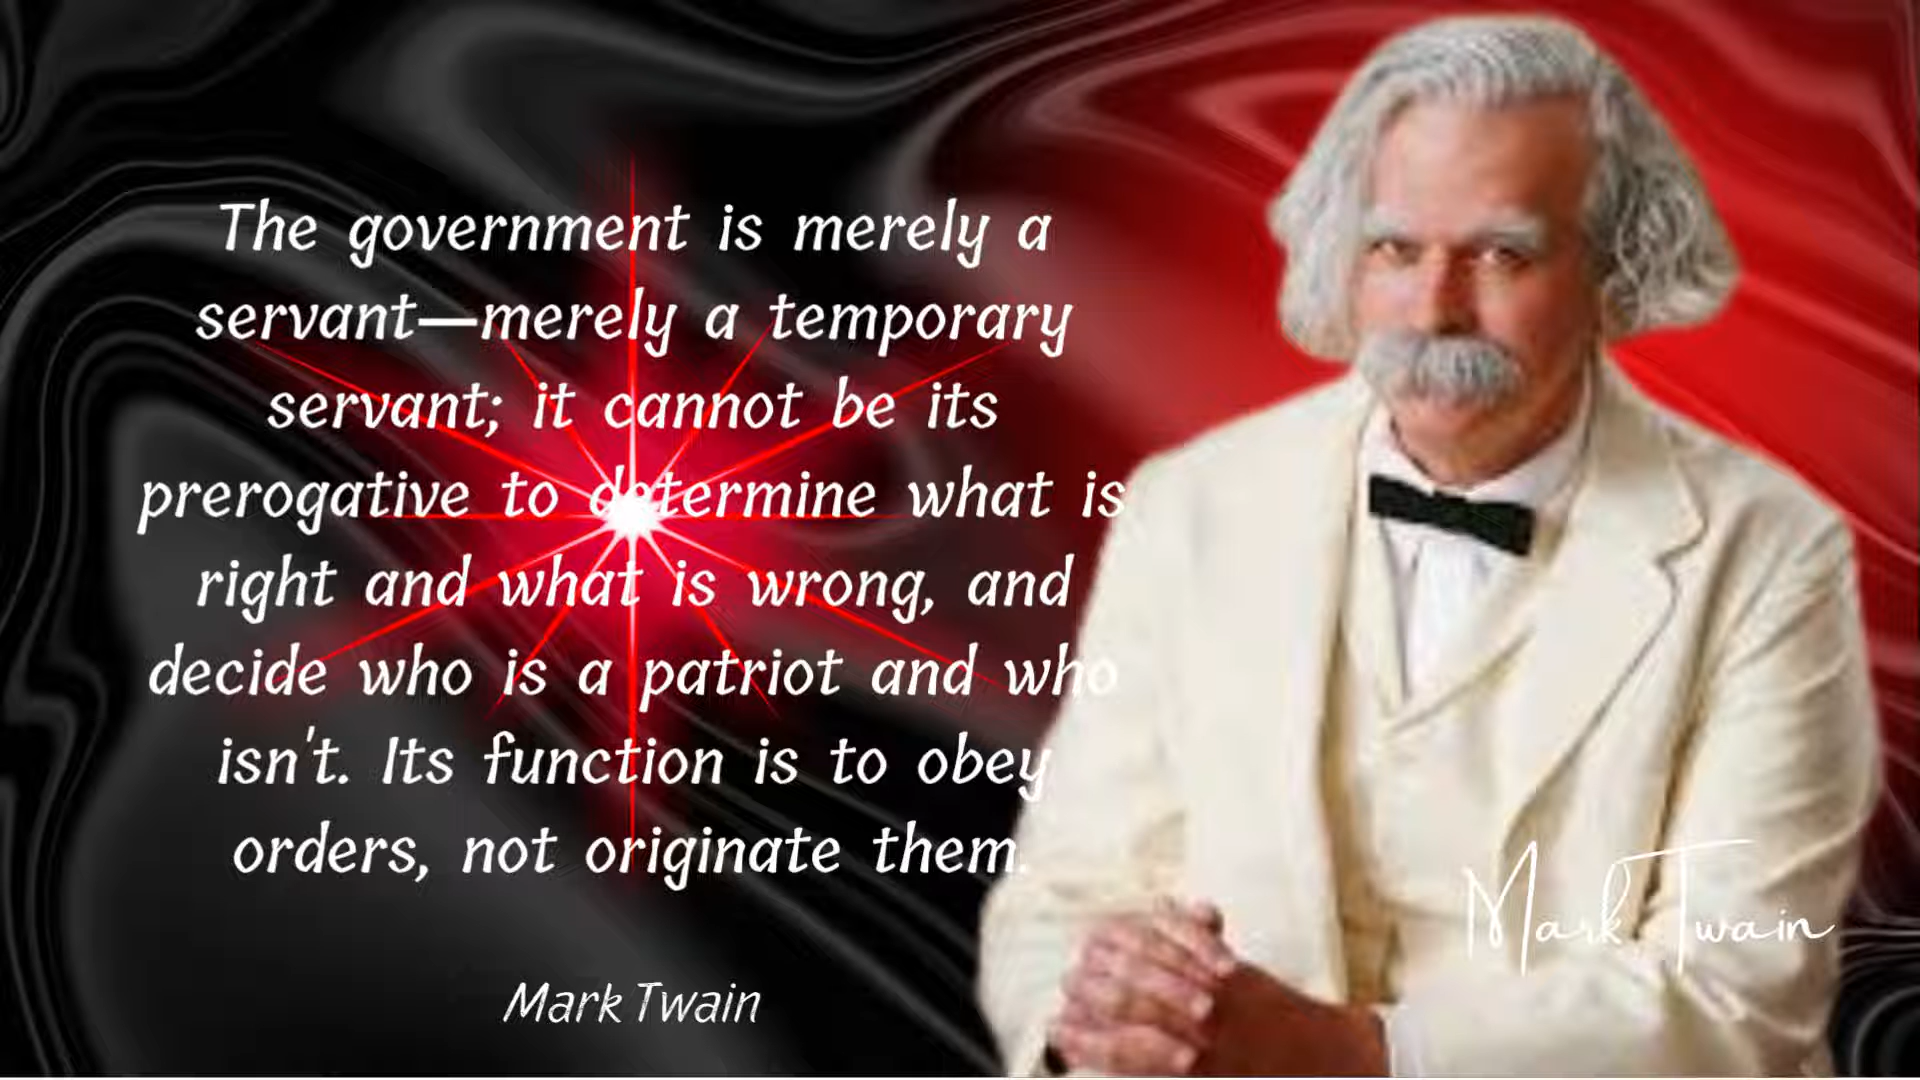 The government is merely a
servant—merely a temporary
servant; it cannot be its
prerogative to determine what is
right and what is wrong, and
decide who is a patriot and who
isn't. Its function is to obey
orders, not originate them.
Mark Twain
Mark Twain